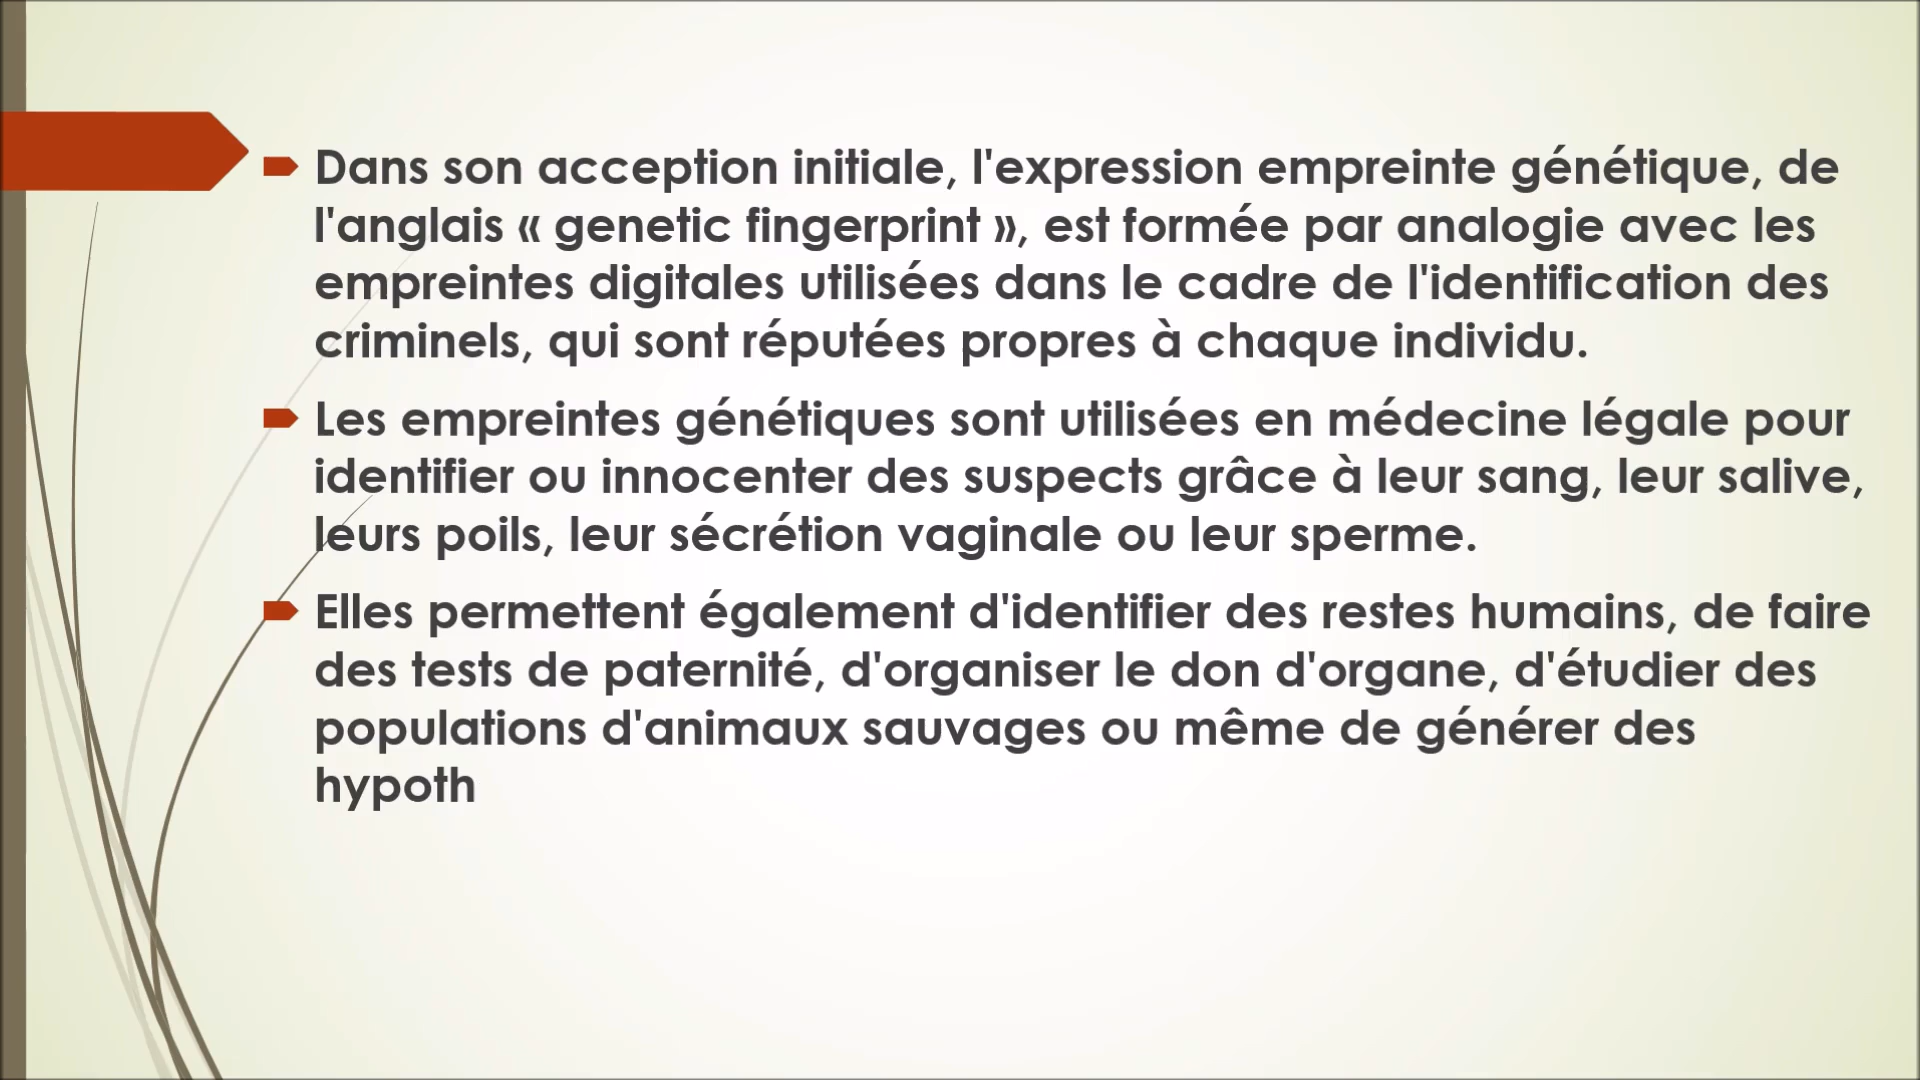 Dans son acception initiale, l'expression empreinte génétique, de
l'anglais « genetic fingerprint », est formée par analogie avec les
empreintes digitales utilisées dans le cadre de l'identification des
criminels, qui sont réputées propres à chaque individu.
Les empreintes génétiques sont utilisées en médecine légale pour
identifier ou innocenter des suspects grâce à leur sang, leur salive,
leurs poils, leur sécrétion vaginale ou leur sperme.
Elles permettent également d'identifier des restes humains, de faire
des tests de paternité, d'organiser le don d'organe, d'étudier des
populations d'animaux sauvages ou même de générer des
hypoth